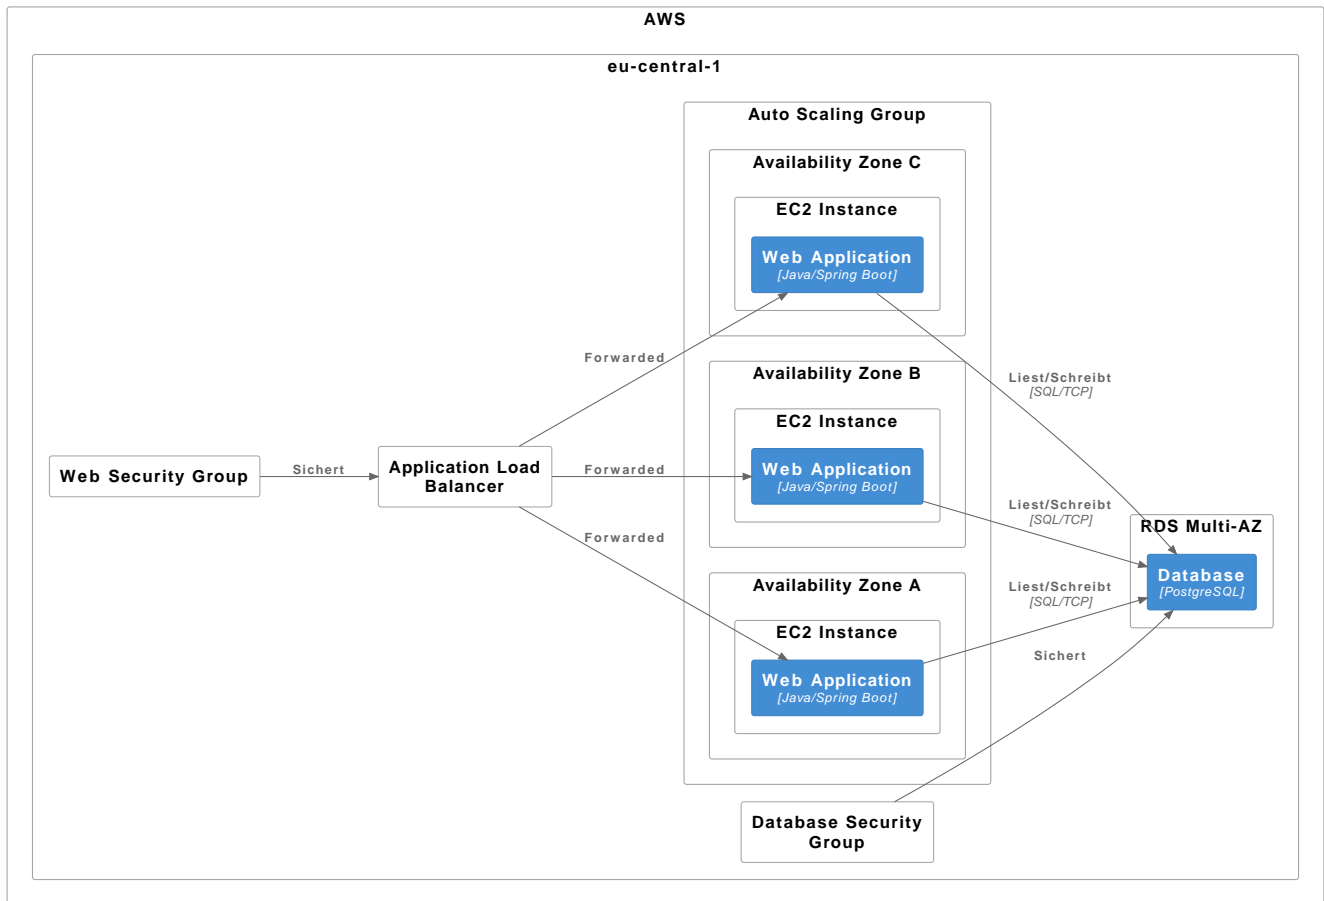 AWS
eu-central-1
Auto Scaling Group
Availability Zone C
EC2 Instance
Web Application
[Java/Spring Boot]
Forwarded
Availability Zone B
Liest/Schreibt
[SQL/TCP]
EC2 Instance
Web Security Group
Sichert
Application Load
Balancer
Forwarded
Web Application
[Java/Spring Boot]
Liest/Schreibt
[SQL/TCP]
RDS Multi-AZ
Forwarded
Database
[PostgreSQL]
Availability Zone A
Liest/Schreibt
[SQL/TCP]
EC2 Instance
Sichert
Web Application
[Java/Spring Boot]
Database Security
Group